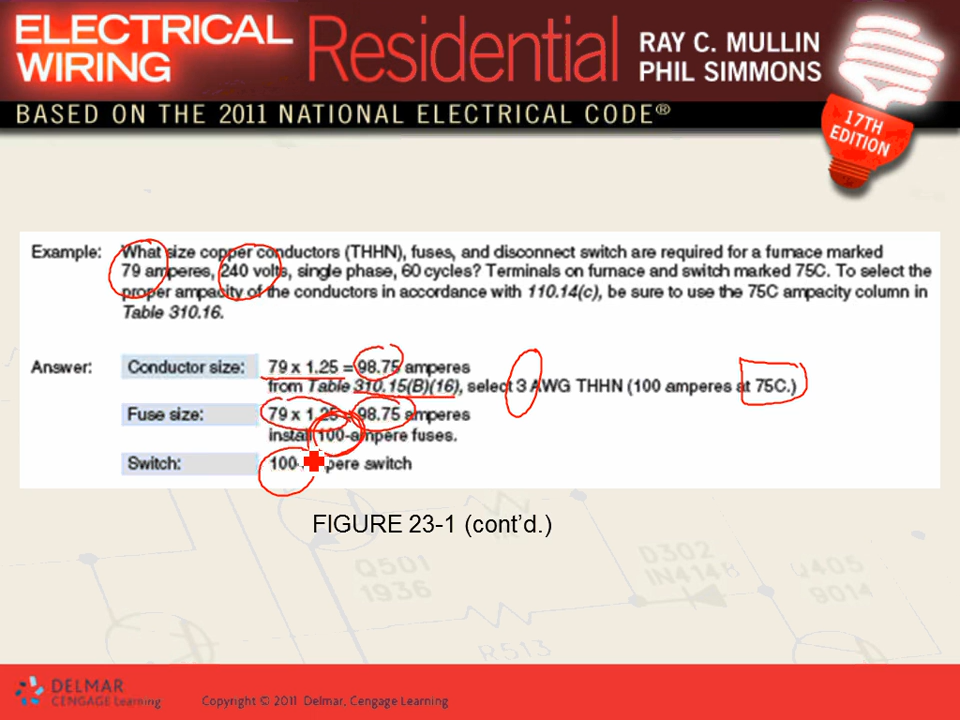 ELECTRICAL
WIRING
Residential
RAY C. MULLIN
PHIL SIMMONS
BASED ON THE 2011 NATIONAL ELECTRICAL CODE®
17TH
EDITION
Example: What size copper conductors (THHN), fuses, and disconnect switch are required for a furnace marked
79 amperes, 240 volts, single phase, 60 cycles? Terminals on furnace and switch marked 75C. To select the
proper ampacity of the conductors in accordance with 110.14(c), be sure to use the 75C ampacity column in
Table 310.16.
Answer: Conductor size: 79 x 1.25 = 98.75 amperes
from Table 310.15(B)(16), select 3 AWG THHN (100 amperes at 75C.)
Fuse size: 79 x 1.25 = 98.75 amperes
install 100-ampere fuses.
Switch: 100-ampere switch
FIGURE 23-1 (cont’d.)
Q501
1936
D302
IN414B
Q405
9014
R513
DELMAR
CENGAGE Learning
Copyright © 2011 Delmar, Cengage Learning